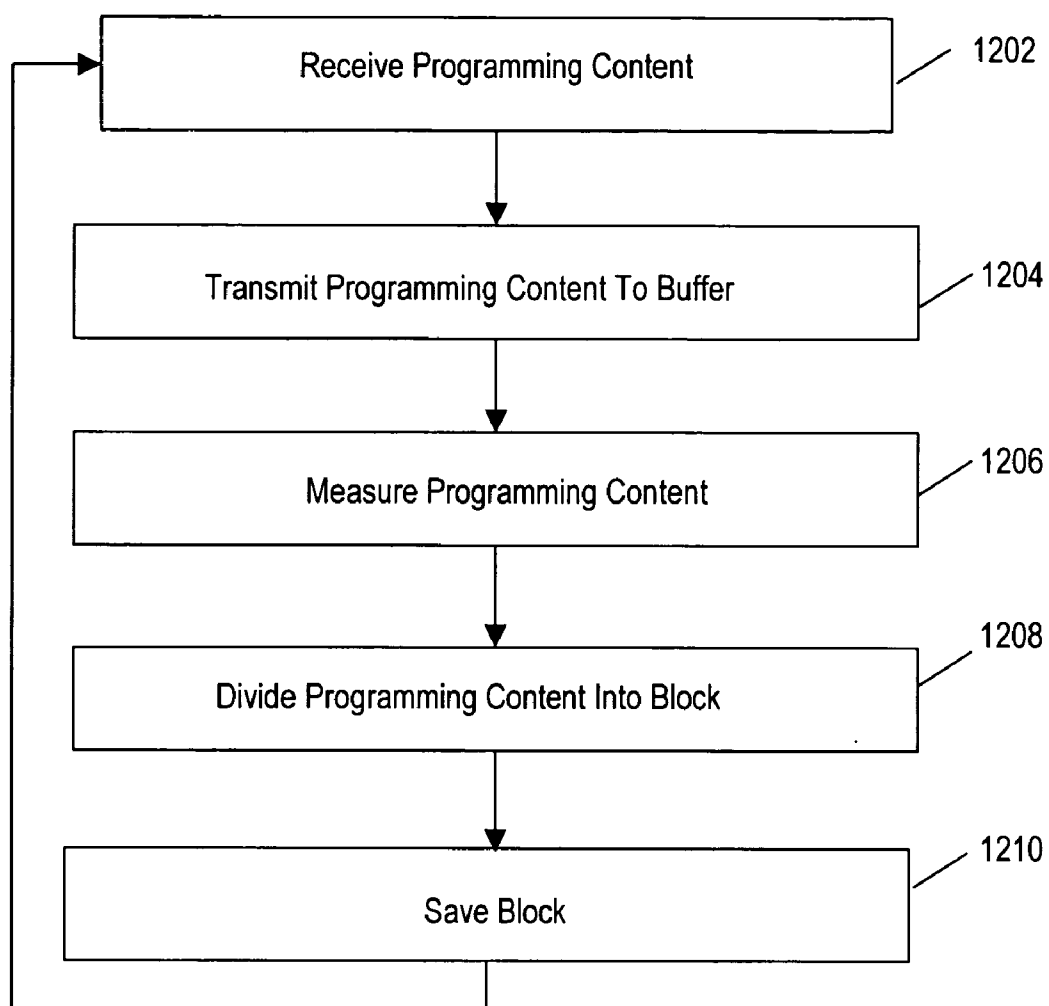 Receive Programming Content
1202
Transmit Programming Content To Buffer
1204
Measure Programming Content
1206
Divide Programming Content Into Block
1208
Save Block
1210